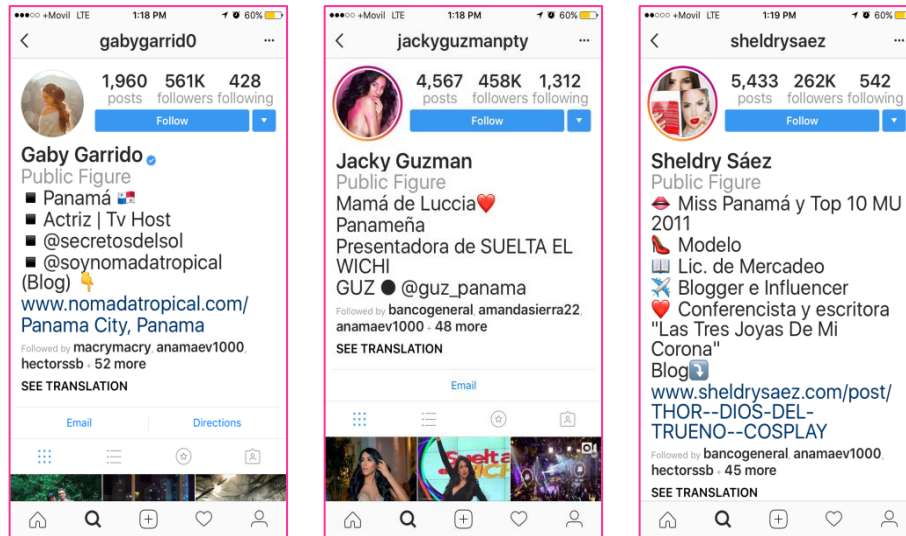 +Movil LTE 1:18 PM 60%
gabygarrid0
1,960 561K 428
posts followers following
Follow
Gaby Garrido
Public Figure
Panamá
Actriz | Tv Host
@secretosdelsol
@soynomadatropical
(Blog)
www.nomadatropical.com/
Panama City, Panama
Followed by macrymacry, anamaev1000,
hectorssb + 52 more
SEE TRANSLATION
Email Directions
+Movil LTE 1:18 PM 60%
jackyguzmanpty
4,567 458K 1,312
posts followers following
Follow
Jacky Guzman
Public Figure
Mamá de Luccia
Panameña
Presentadora de SUELTA EL
WICHI
GUZ ● @guz_panama
Followed by bancogeneral, amandasierra22,
anamaev1000 + 48 more
SEE TRANSLATION
Email
Suelta
+Movil LTE 1:19 PM 60%
sheldrysaez
5,433 262K 542
posts followers following
Follow
Sheldry Sáez
Public Figure
Miss Panamá y Top 10 MU
2011
Modelo
Lic. de Mercadeo
Blogger e Influencer
Conferencista y escritora
"Las Tres Joyas De Mi
Corona"
Blog
www.sheldrysaez.com/post/
THOR--DIOS-DEL-
TRUENO--COSPLAY
Followed by bancogeneral, anamaev1000,
hectorssb + 45 more
SEE TRANSLATION